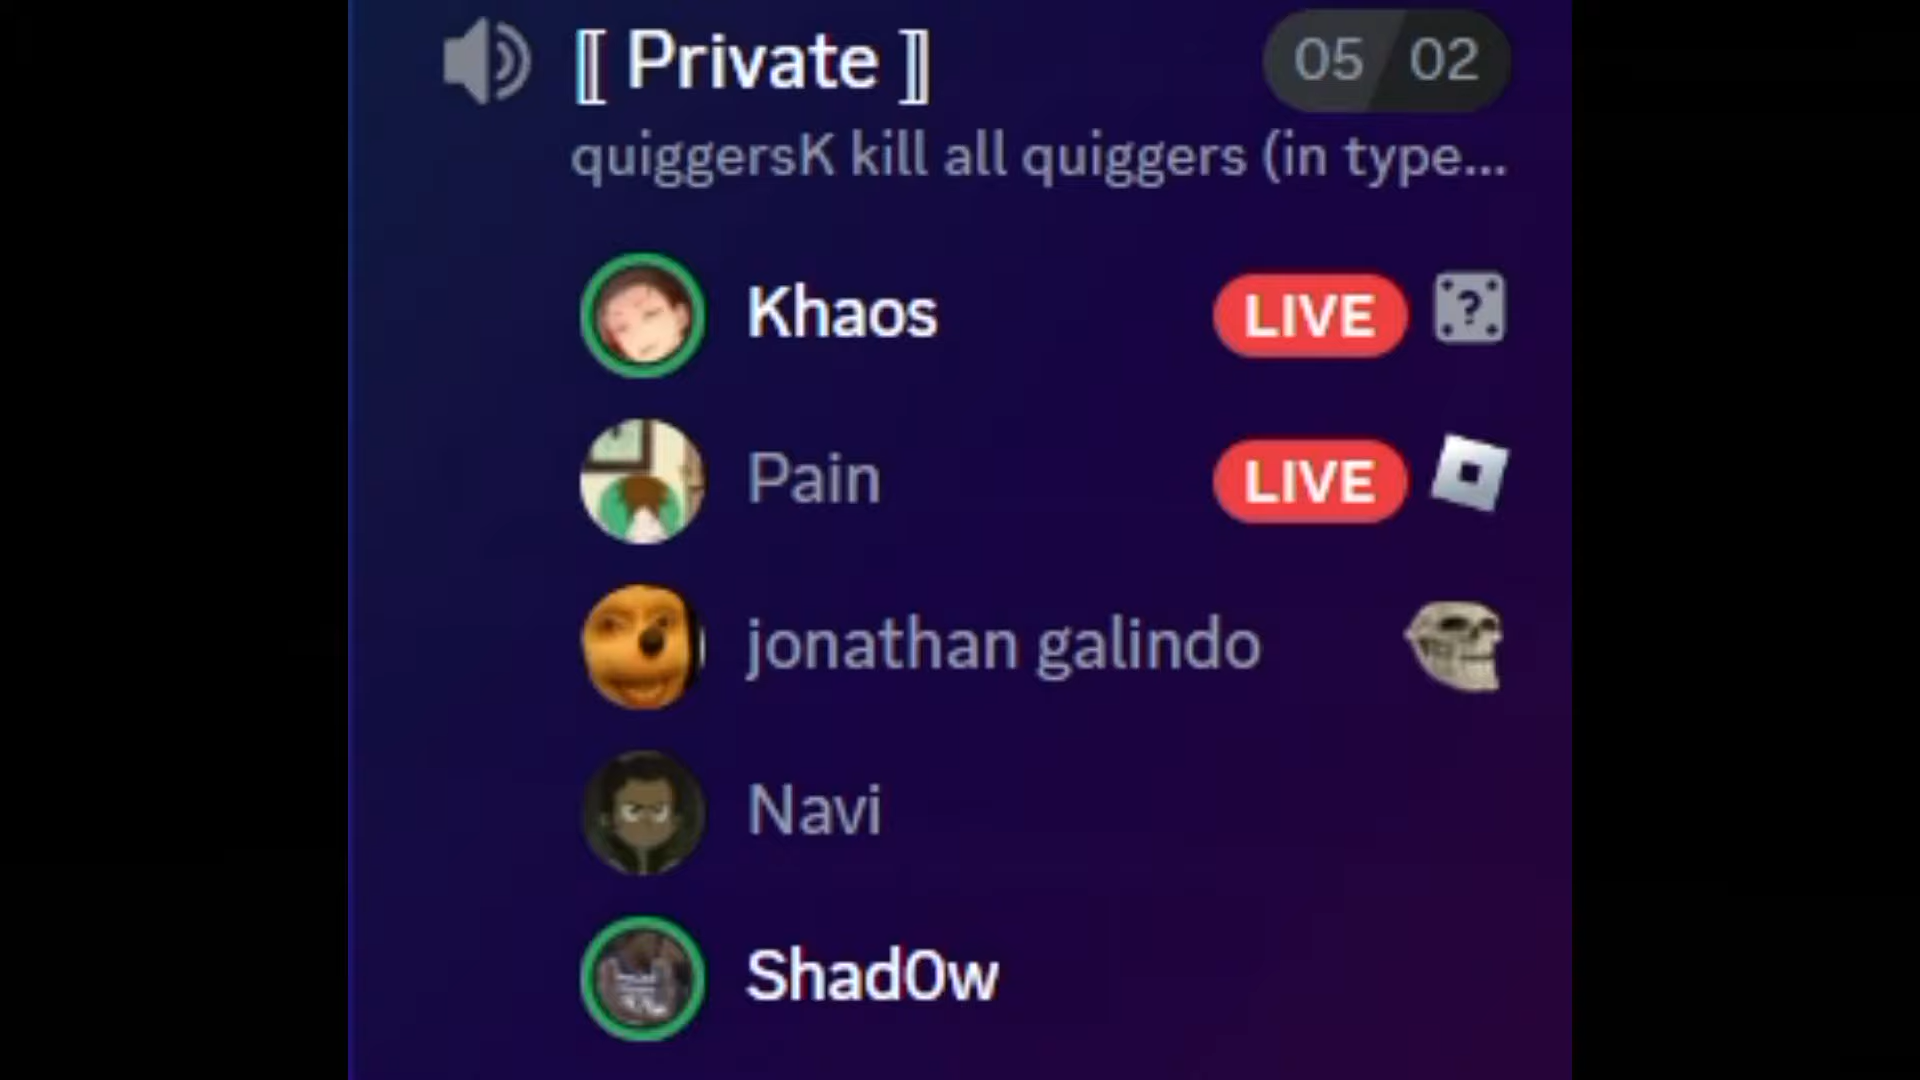 ⟦ Private ⟧ 05 02
quiggersK kill all quiggers (in type...
Khaos LIVE ?
Pain LIVE
jonathan galindo
Navi
Shad0w